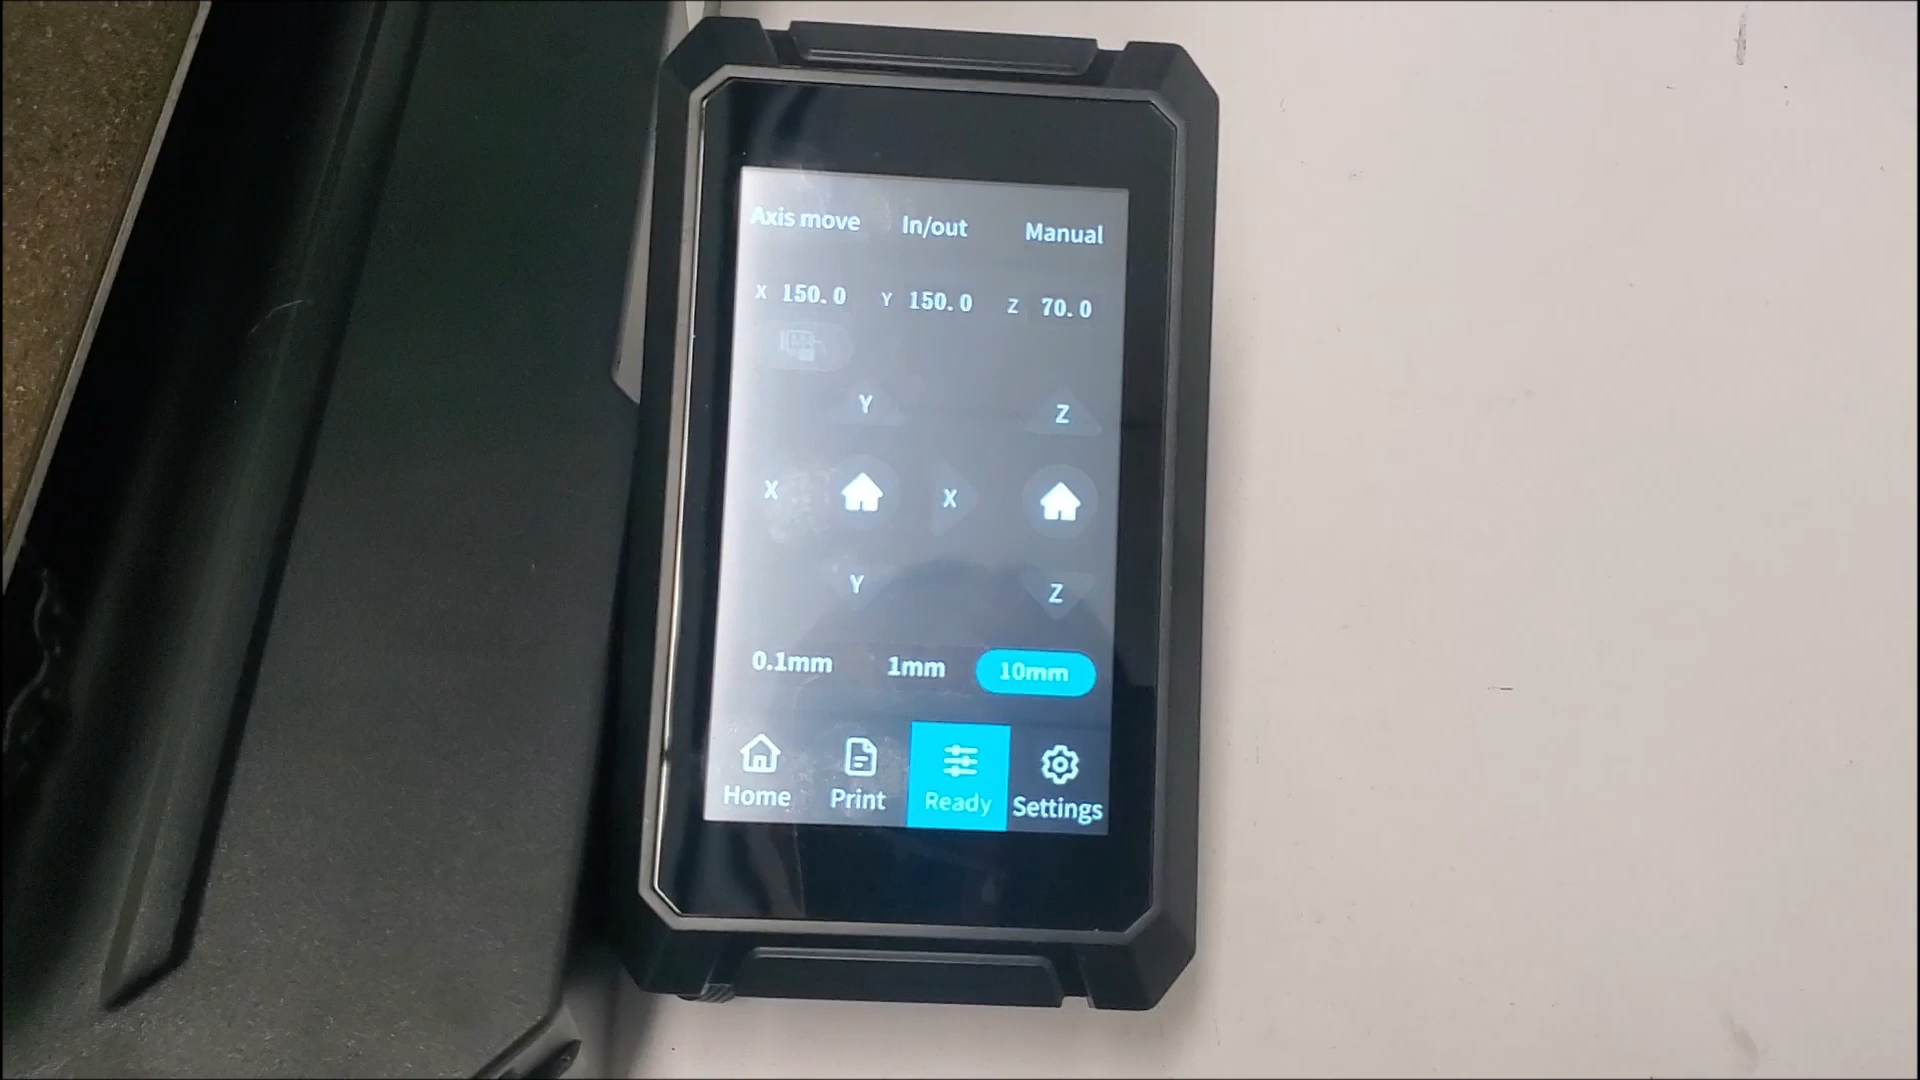 Axis move In/out Manual
X 150.0 Y 150.0 Z 70.0
Y Z
X X
Y Z
0.1mm 1mm 10mm
Home Print Ready Settings